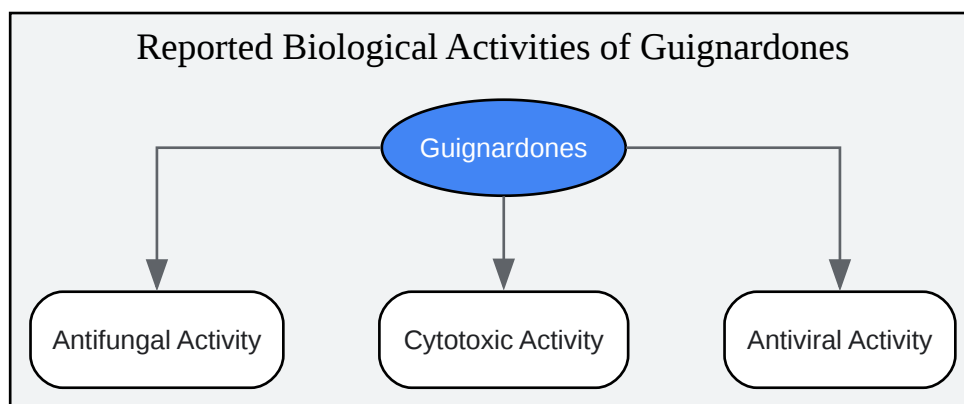 Reported Biological Activities of Guignardones
Guignardones
Antifungal Activity
Cytotoxic Activity
Antiviral Activity